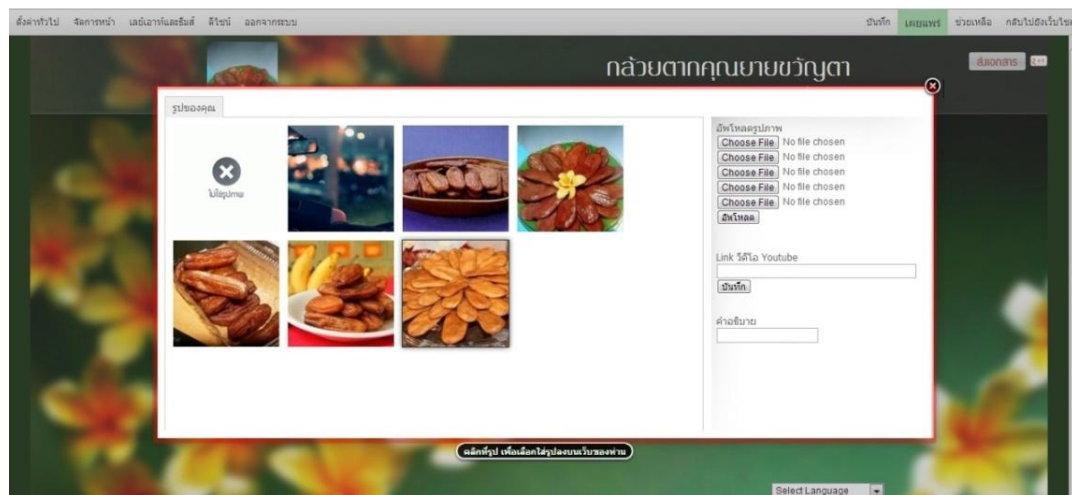 ตั้งค่าทั่วไป จัดการหน้า เลย์เอาท์และธีมส์ ดีไซน์ ออกจากระบบ บันทึก เผยแพร่ ช่วยเหลือ กลับไปยังเว็บไซต์
กล้วยตากคุณยายขวัญตา
ส่งเอกสาร
รูปของคุณ
ไม่ใส่รูปภาพ
อัพโหลดรูปภาพ
Choose File No file chosen
Choose File No file chosen
Choose File No file chosen
Choose File No file chosen
Choose File No file chosen
อัพโหลด
Link วีดีโอ Youtube
บันทึก
คำอธิบาย
คลิกที่รูป เพื่อเลือกใส่รูปลงบนเว็บของท่าน
Select Language